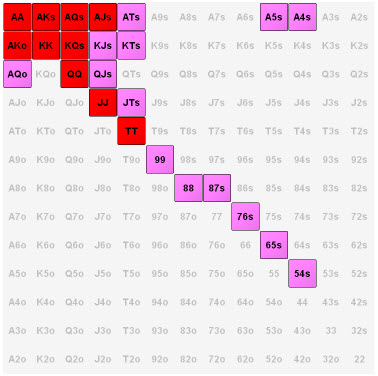 AA AKs AQs AJs ATs A9s A8s A7s A6s A5s A4s A3s A2s
AKo KK KQs KJs KTs K9s K8s K7s K6s K5s K4s K3s K2s
AQo KQo QQ QJs QTs Q9s Q8s Q7s Q6s Q5s Q4s Q3s Q2s
AJo KJo QJo JJ JTs J9s J8s J7s J6s J5s J4s J3s J2s
ATo KTo QTo JTo TT T9s T8s T7s T6s T5s T4s T3s T2s
A9o K9o Q9o J9o T9o 99 98s 97s 96s 95s 94s 93s 92s
A8o K8o Q8o J8o T8o 98o 88 87s 86s 85s 84s 83s 82s
A7o K7o Q7o J7o T7o 97o 87o 77 76s 75s 74s 73s 72s
A6o K6o Q6o J6o T6o 96o 86o 76o 66 65s 64s 63s 62s
A5o K5o Q5o J5o T5o 95o 85o 75o 65o 55 54s 53s 52s
A4o K4o Q4o J4o T4o 94o 84o 74o 64o 54o 44 43s 42s
A3o K3o Q3o J3o T3o 93o 83o 73o 63o 53o 43o 33 32s
A2o K2o Q2o J2o T2o 92o 82o 72o 62o 52o 42o 32o 22